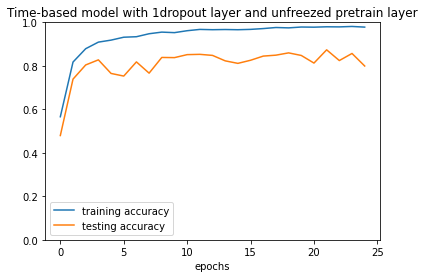 Time-based model with 1dropout layer and unfreezed pretrain layer
1.0
0.8
0.6
0.4
0.2
0.0
training accuracy
testing accuracy
0 5 10 15 20 25
epochs